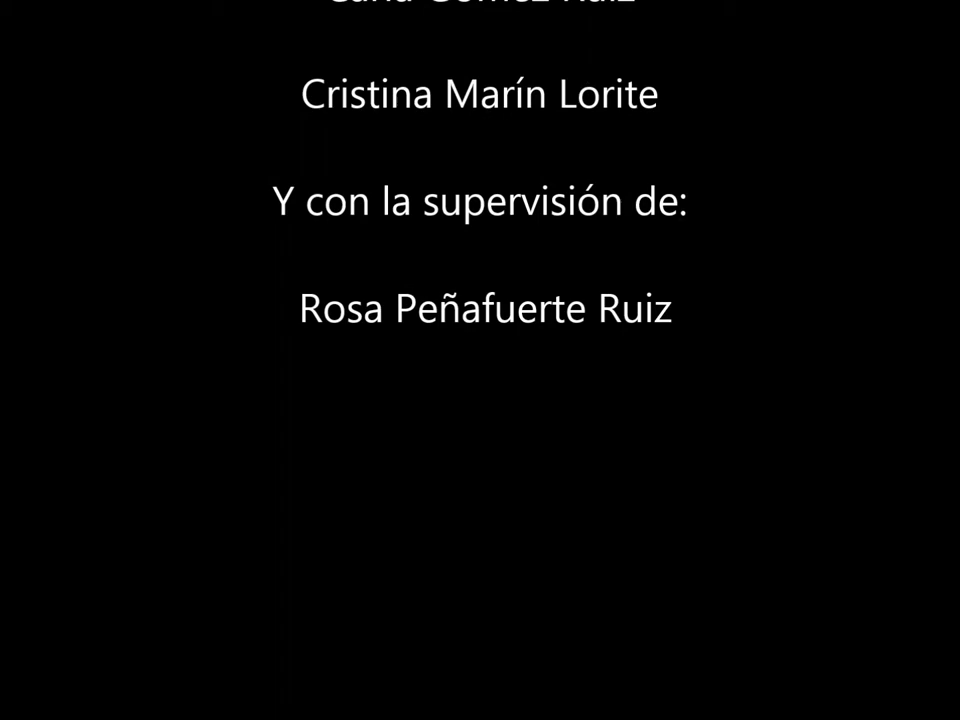 Cristina Marín Lorite
Y con la supervisión de:
Rosa Peñafuerte Ruiz